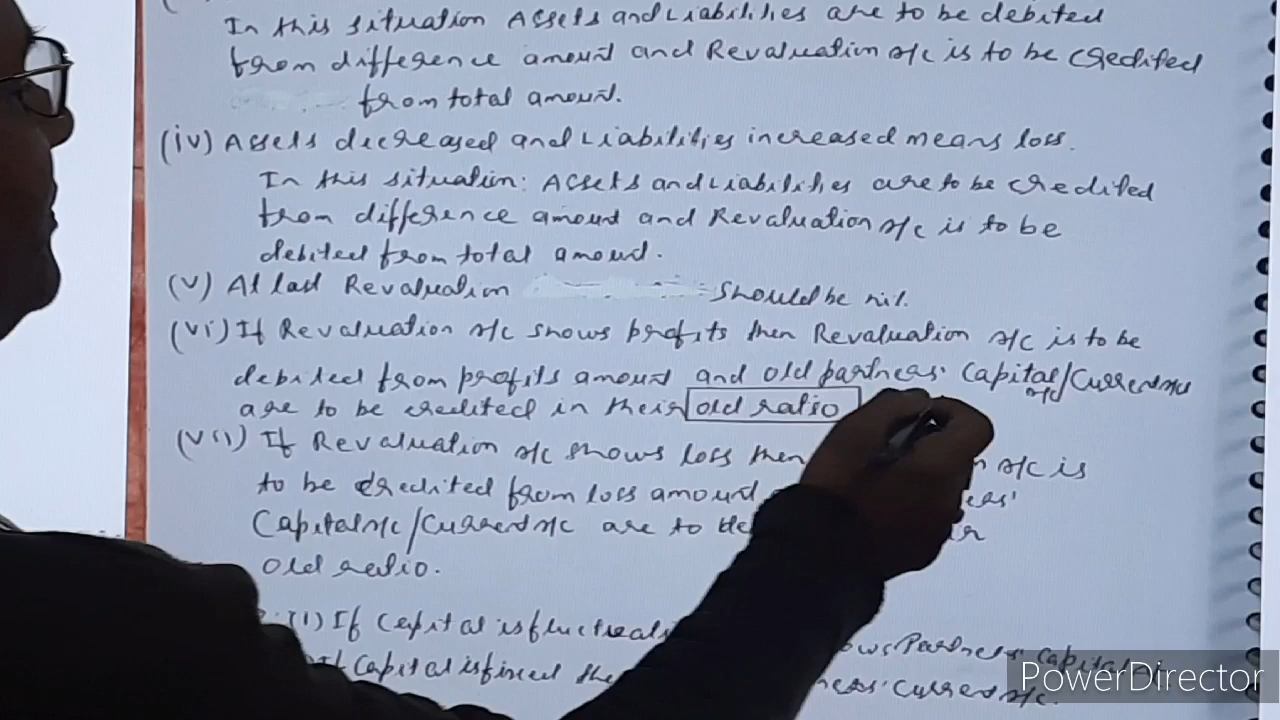 In this situation Assets and Liabilities are to be debited
from difference amount and Revaluation A/c is to be credited
from total amount.
(iv) Assets decreased and Liabilities increased means loss.
In this situation: Assets and Liabilities are to be credited
from difference amount and Revaluation A/c is to be
debited from total amount.
(v) At last Revaluation should be nil.
(vi) If Revaluation A/c shows profits then Revaluation A/c is to be
debited from profits amount and old partners' Capital/Current A/c
are to be credited in their old ratio
(vii) If Revaluation A/c shows loss then A/c is
to be credited from loss amount
Capital A/c/Current A/c are to
old ratio.
(i) If Capital is Partners' Capital A/c
If Capital is fixed Current A/c.
PowerDirector